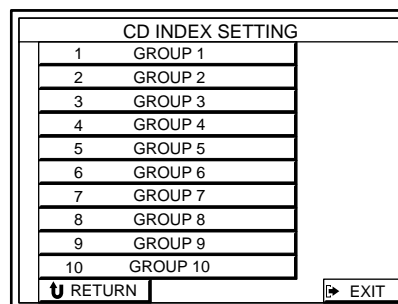 CD INDEX SETTING
1 GROUP 1
2 GROUP 2
3 GROUP 3
4 GROUP 4
5 GROUP 5
6 GROUP 6
7 GROUP 7
8 GROUP 8
9 GROUP 9
10 GROUP 10
RETURN EXIT